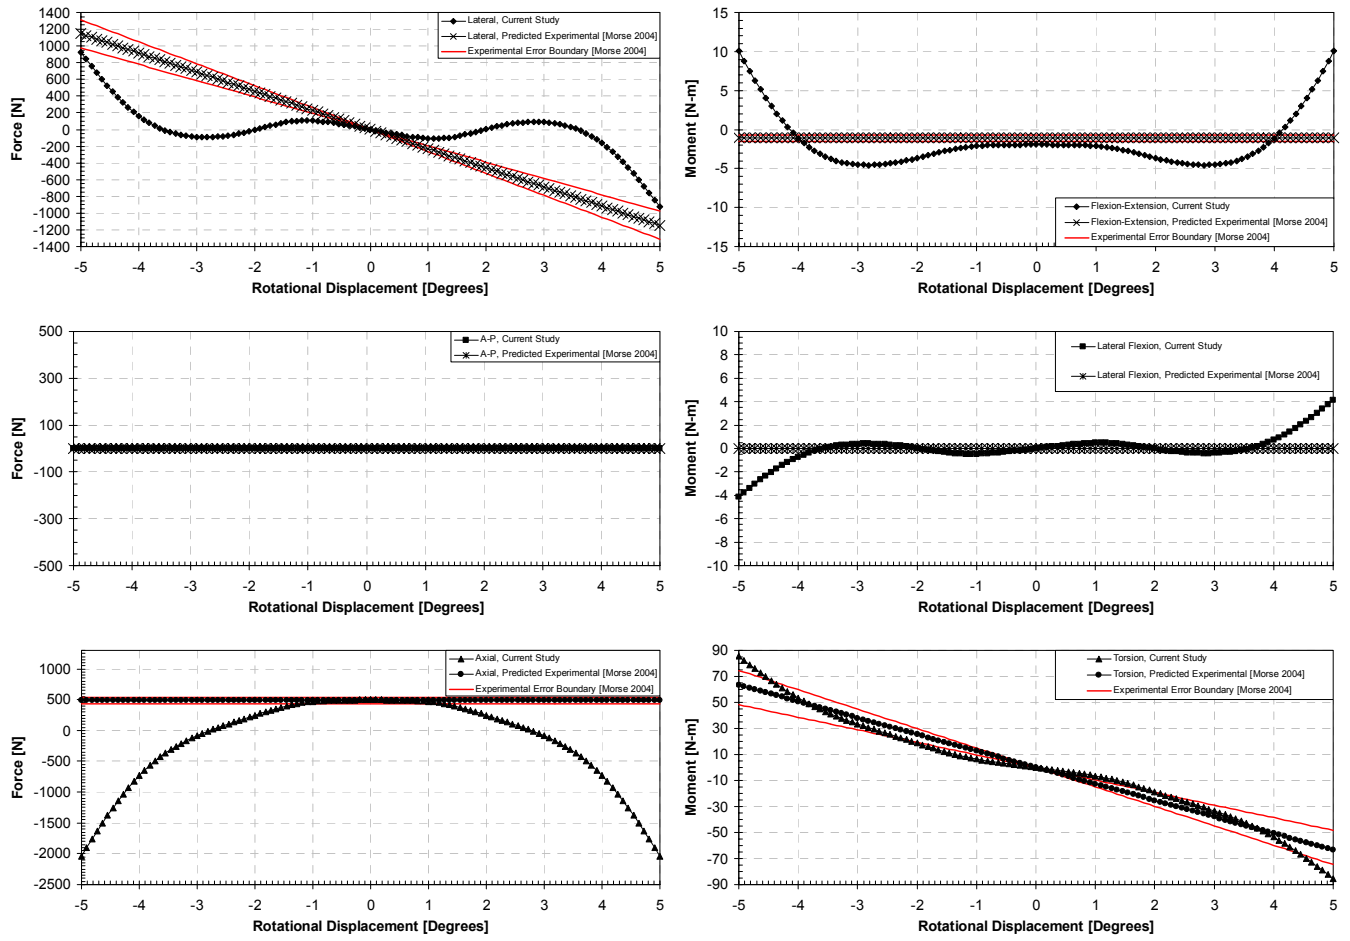 1400
1200
1000
800
600
400
200
0
-200
-400
-600
-800
-1000
-1200
1400
Force [N]
Lateral, Current Study
Lateral, Predicted Experimental [Morse 2004]
Experimental Error Boundary [Morse 2004]
-5 -4 -3 -2 -1 0 1 2 3 4 5
Rotational Displacement [Degrees]
15
10
5
0
-5
-10
-15
Moment [N-m]
Flexion-Extension, Current Study
Flexion-Extension, Predicted Experimental [Morse 2004]
Experimental Error Boundary [Morse 2004]
-5 -4 -3 -2 -1 0 1 2 3 4 5
Rotational Displacement [Degrees]
500
300
100
-100
-300
-500
Force [N]
A-P, Current Study
A-P, Predicted Experimental [Morse 2004]
-5 -4 -3 -2 -1 0 1 2 3 4 5
Rotational Displacement [Degrees]
10
8
6
4
2
0
-2
-4
-6
-8
-10
Moment [N-m]
Lateral Flexion, Current Study
Lateral Flexion, Predicted Experimental [Morse 2004]
-5 -4 -3 -2 -1 0 1 2 3 4 5
Rotational Displacement [Degrees]
1000
500
0
-500
-1000
-1500
-2000
-2500
Force [N]
Axial, Current Study
Axial, Predicted Experimental [Morse 2004]
Experimental Error Boundary [Morse 2004]
-5 -4 -3 -2 -1 0 1 2 3 4 5
Rotational Displacement [Degrees]
90
70
50
30
10
-10
-30
-50
-70
-90
Moment [N-m]
Torsion, Current Study
Torsion, Predicted Experimental [Morse 2004]
Experimental Error Boundary [Morse 2004]
-5 -4 -3 -2 -1 0 1 2 3 4 5
Rotational Displacement [Degrees]